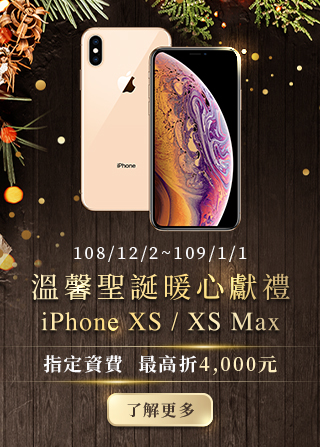 iPhone
108/12/2~109/1/1
溫馨聖誕暖心獻禮
iPhone XS / XS Max
指定資費 最高折4,000元
了解更多